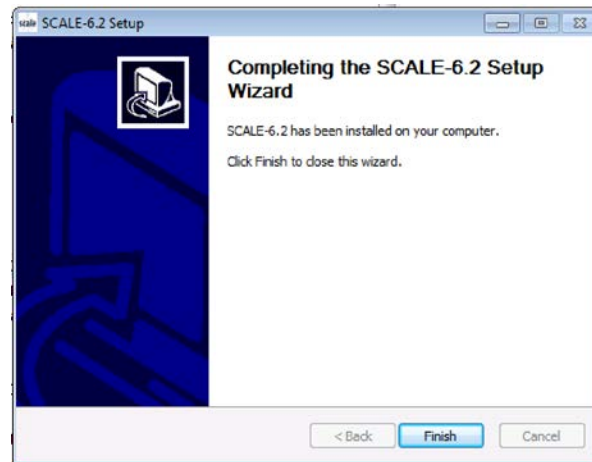 scale SCALE-6.2 Setup
Completing the SCALE-6.2 Setup
Wizard
SCALE-6.2 has been installed on your computer.
Click Finish to close this wizard.
< Back Finish Cancel